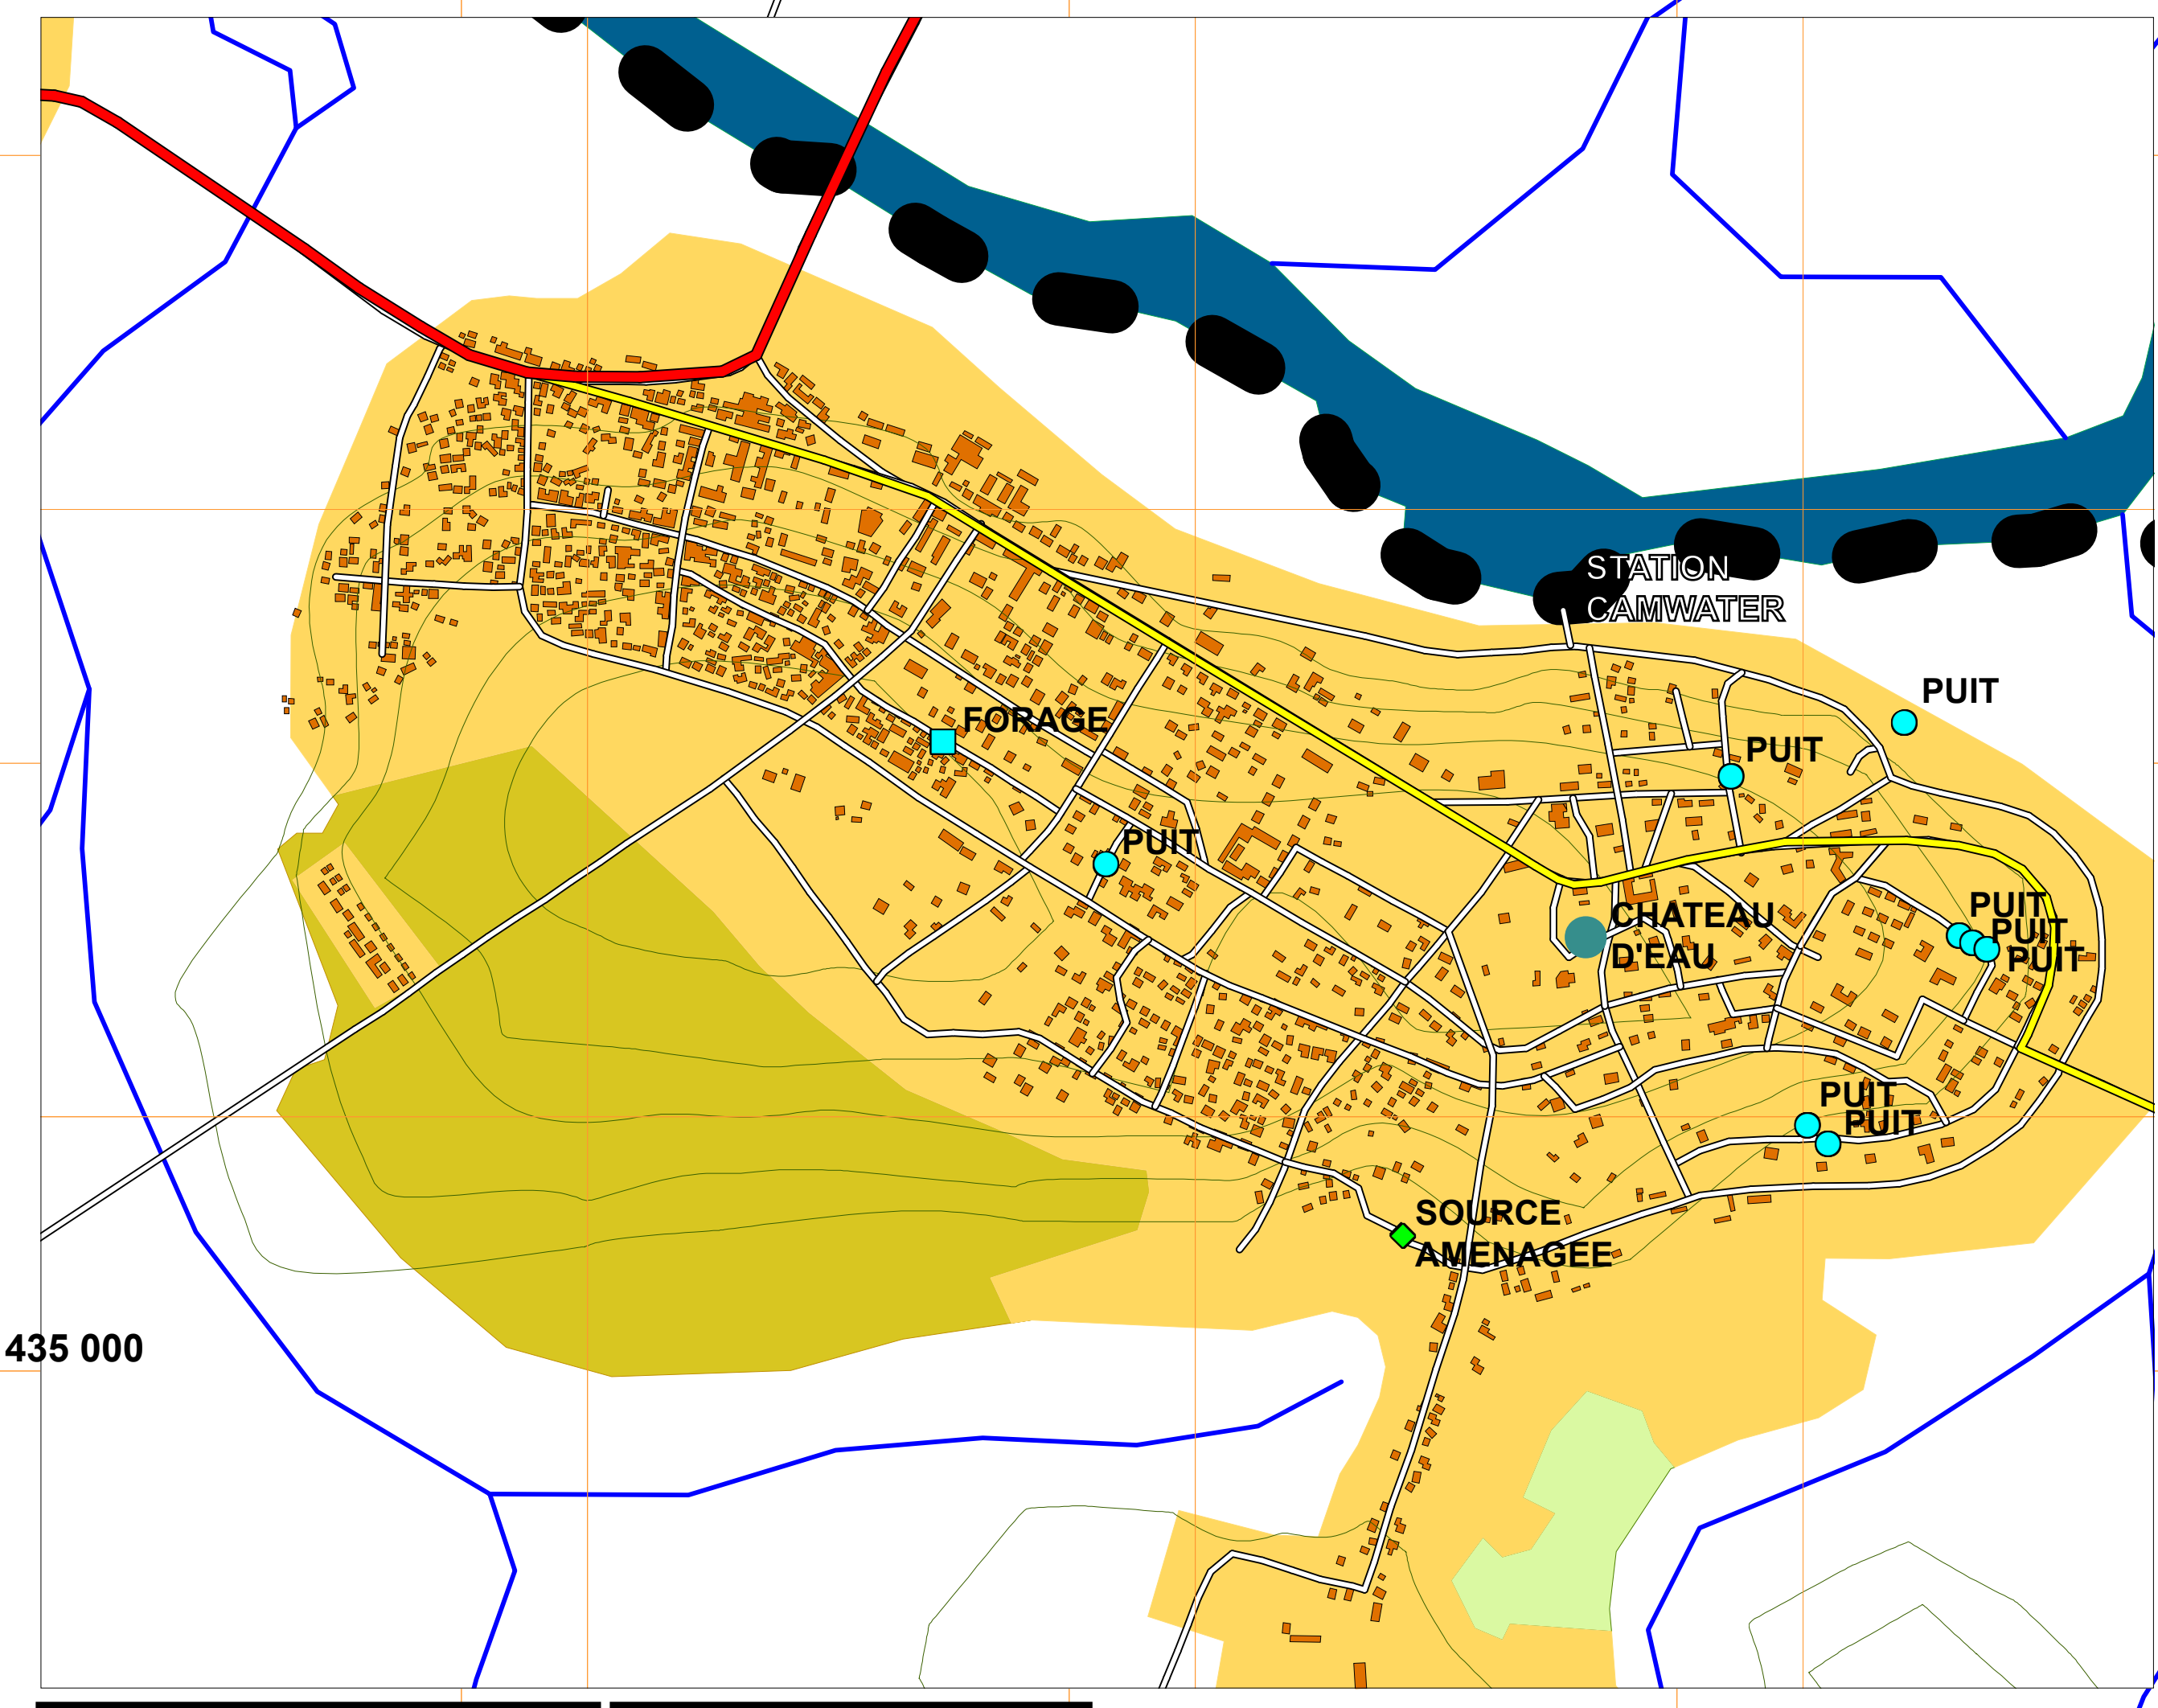 STATION
CAMWATER
PUIT
FORAGE
PUIT
PUIT
PUIT
CHATEAU
D'EAU
PUIT
PUIT
PUIT
PUIT
SOURCE
AMENAGEE
435 000